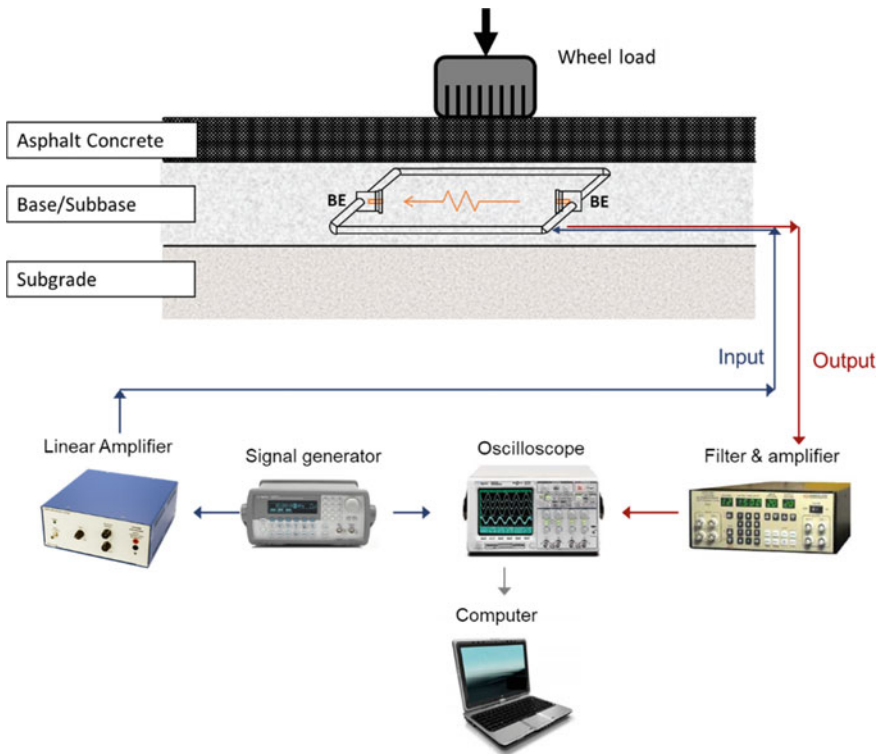 Wheel load
Asphalt Concrete
BE
BE
Base/Subbase
Subgrade
Input
Output
Linear Amplifier
Signal generator
Oscilloscope
Filter & amplifier
Computer